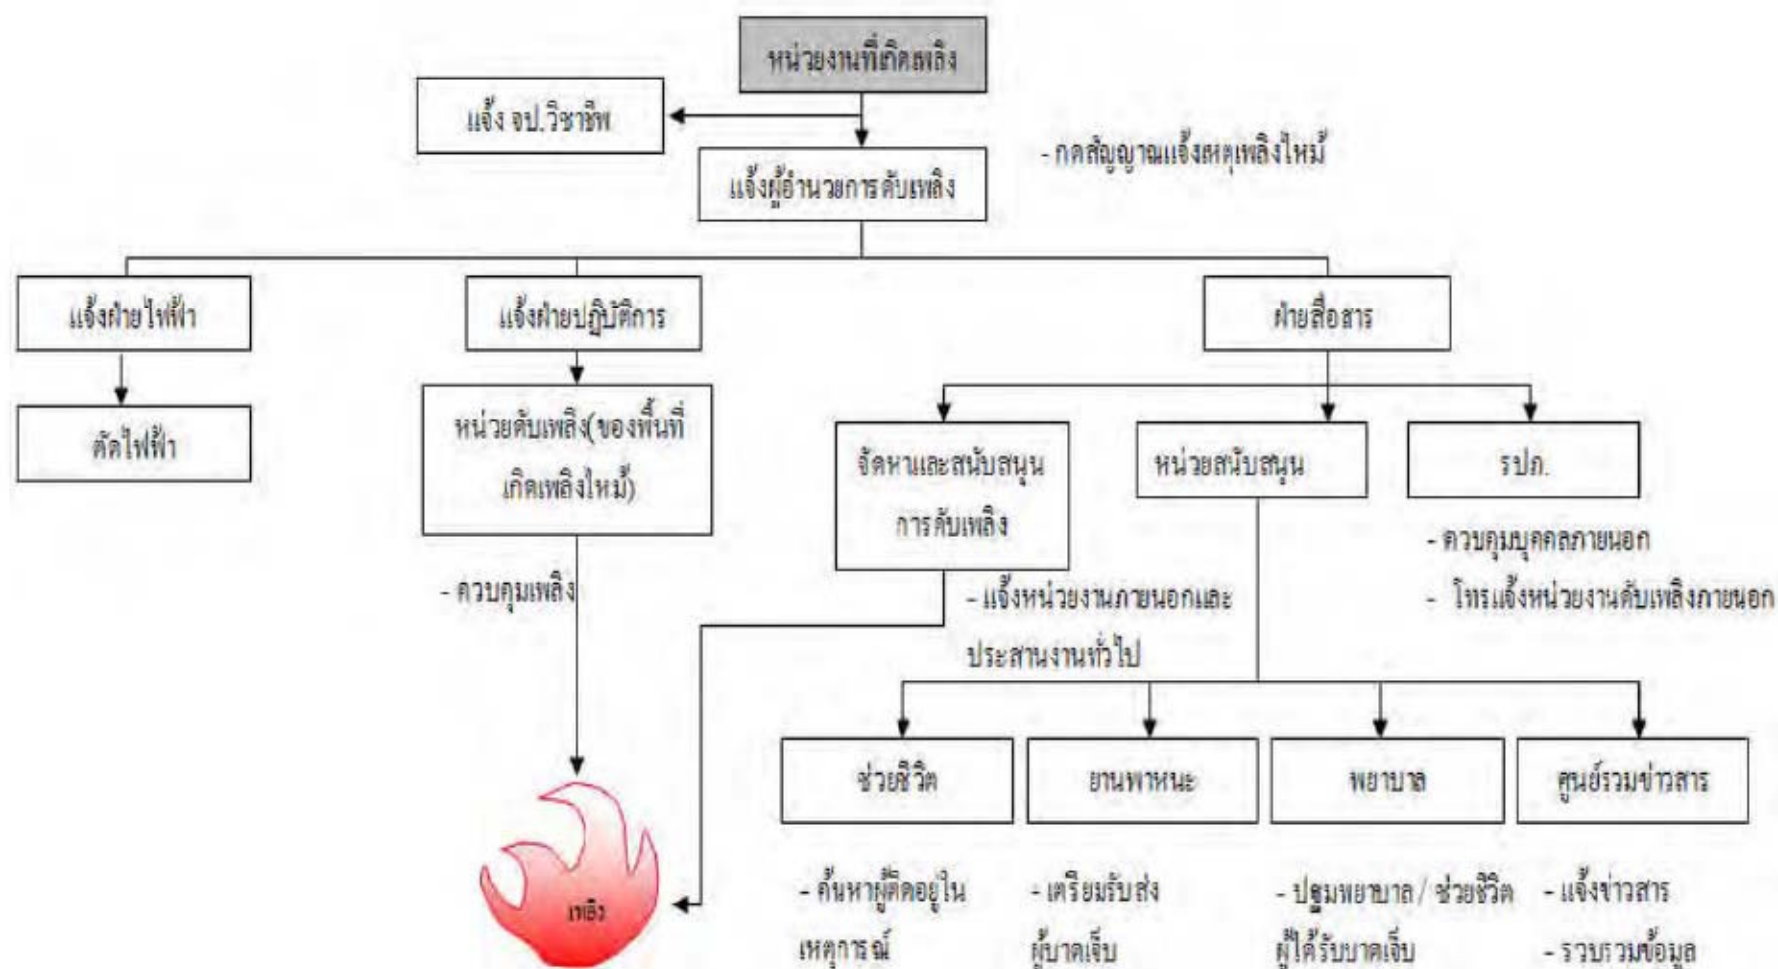 หน่วยงานที่เกิดเพลิง
แจ้ง จป.วิชาชีพ
- กดสัญญาณแจ้งเหตุเพลิงไหม้
แจ้งผู้อำนวยการดับเพลิง
แจ้งฝ่ายไฟฟ้า
แจ้งฝ่ายปฏิบัติการ
ฝ่ายสื่อสาร
ตัดไฟฟ้า
หน่วยดับเพลิง(ของพื้นที่
เกิดเพลิงไหม้)
จัดหาและสนับสนุน
การดับเพลิง
หน่วยสนับสนุน
รปภ.
- ควบคุมเพลิง
- แจ้งหน่วยงานภายนอกและ
ประสานงานทั่วไป
- ควบคุมบุคคลภายนอก
- โทรแจ้งหน่วยงานดับเพลิงภายนอก
ช่วยชีวิต
ยานพาหนะ
พยาบาล
ศูนย์รวมข่าวสาร
เพลิง
- ค้นหาผู้ติดอยู่ใน
เหตุการณ์
- เตรียมรับส่ง
ผู้บาดเจ็บ
- ปฐมพยาบาล / ช่วยชีวิต
ผู้ได้รับบาดเจ็บ
- แจ้งข่าวสาร
- รวบรวมข้อมูล